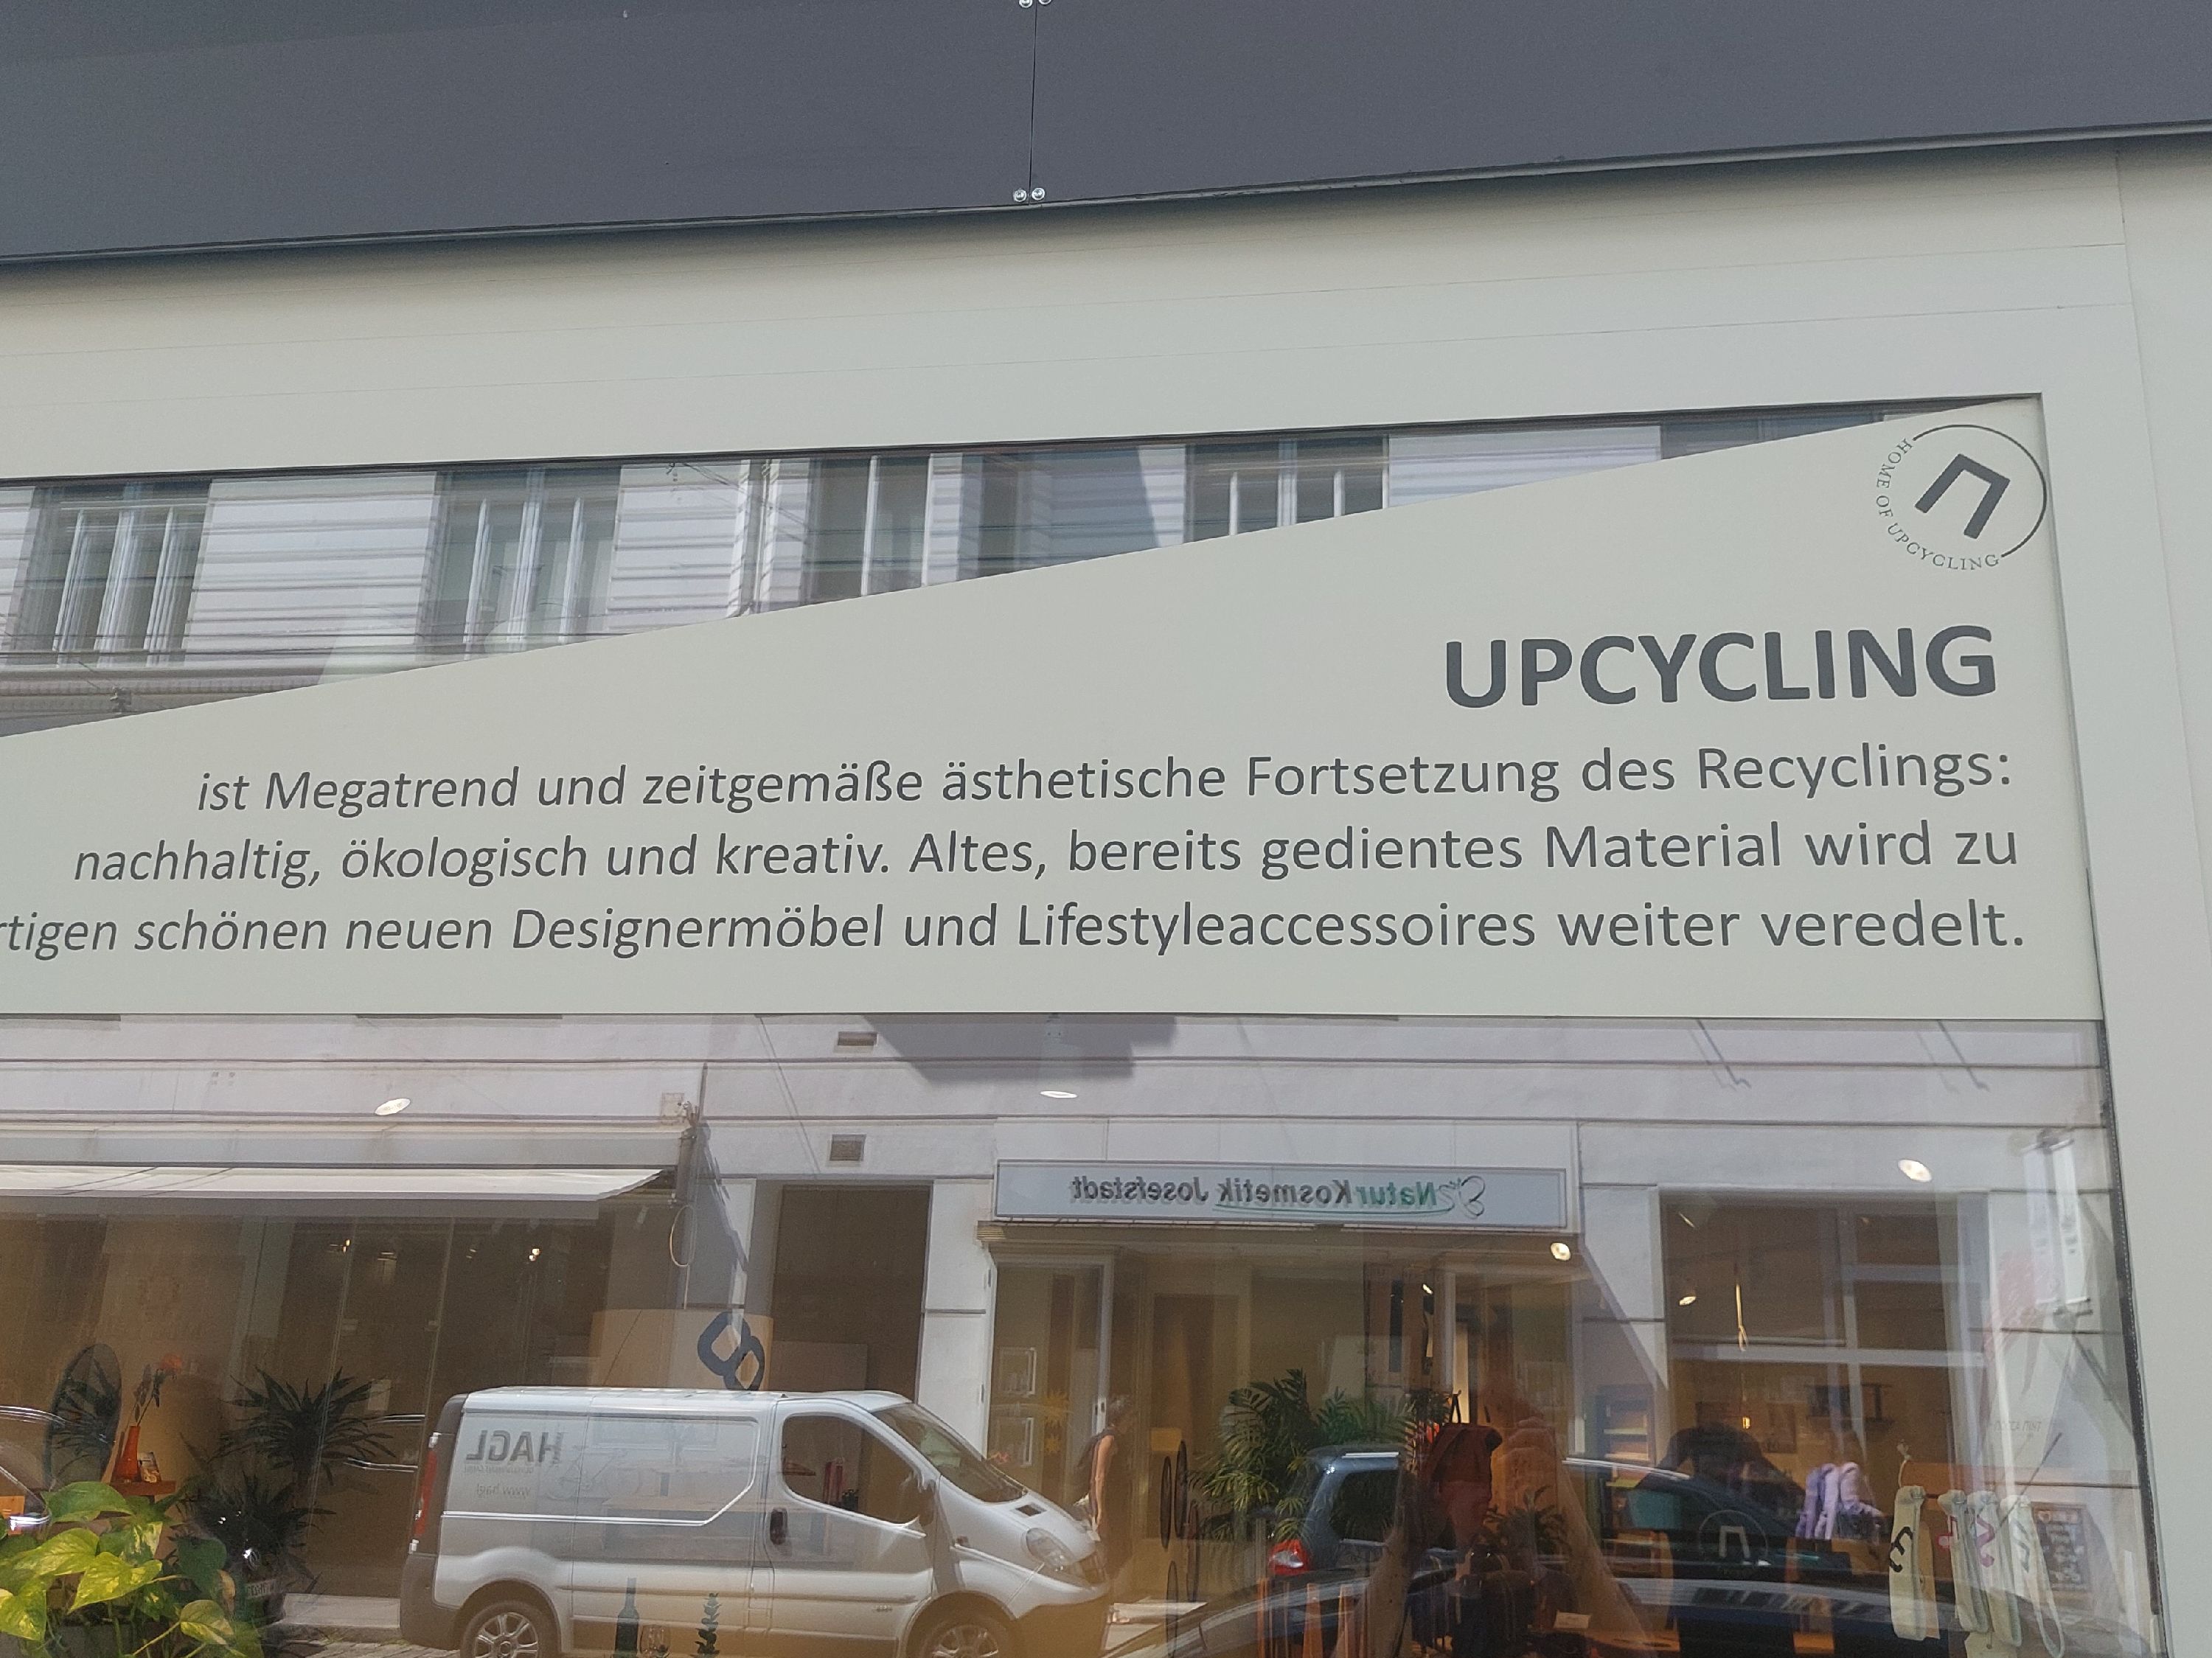 HOME OF UPCYCLING
UPCYCLING
ist Megatrend und zeitgemäße ästhetische Fortsetzung des Recyclings:
nachhaltig, ökologisch und kreativ. Altes, bereits gedientes Material wird zu
rtigen schönen neuen Designermöbel und Lifestyleaccessoires weiter veredelt.
NaturKosmetik Josefstadt
HAGL